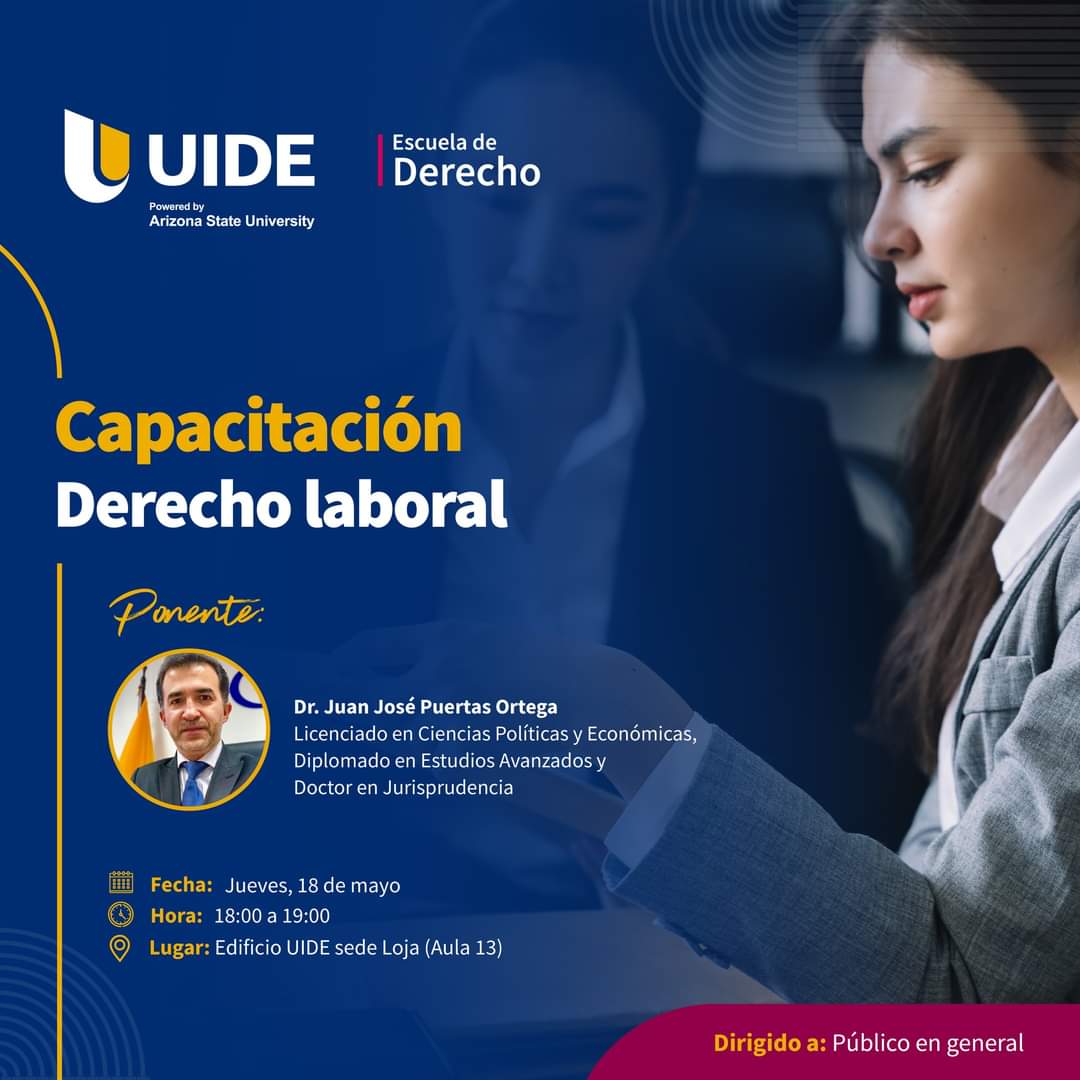 UIDE
Powered by
Arizona State University
Escuela de
Derecho
Capacitación
Derecho laboral
Ponente:
Dr. Juan José Puertas Ortega
Licenciado en Ciencias Políticas y Económicas,
Diplomado en Estudios Avanzados y
Doctor en Jurisprudencia
Fecha: Jueves, 18 de mayo
Hora: 18:00 a 19:00
Lugar: Edificio UIDE sede Loja (Aula 13)
Dirigido a: Público en general